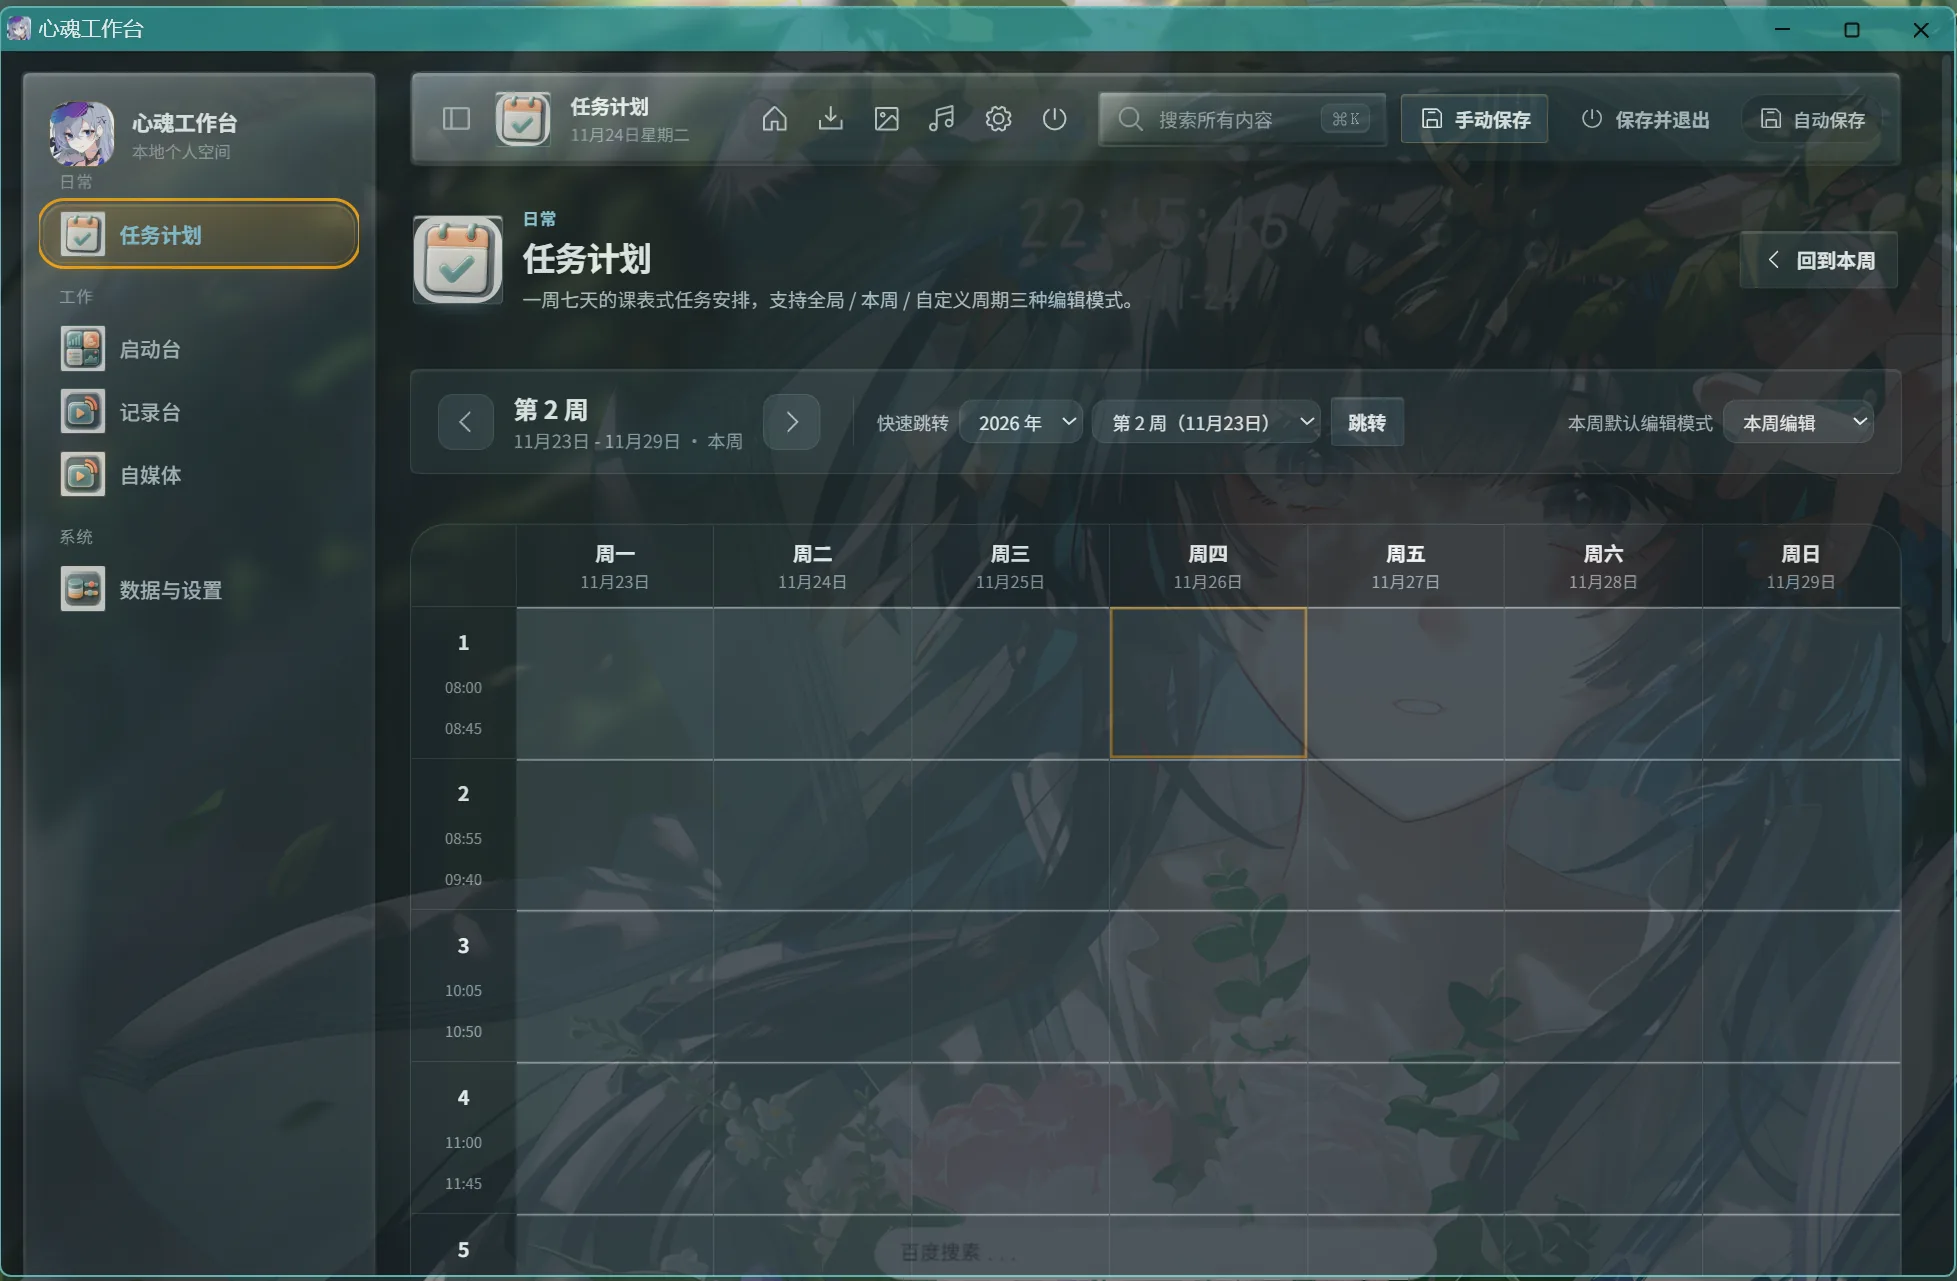 心魂工作台
心魂工作台
本地个人空间
日常
任务计划
工作
启动台
记录台
自媒体
系统
数据与设置
任务计划
11月24日星期二
搜索所有内容
⌘K
手动保存
保存并退出
自动保存
22:45:46
日常
任务计划
一周七天的课表式任务安排，支持全局 / 本周 / 自定义周期三种编辑模式。
回到本周
第 2 周
11月23日 - 11月29日 · 本周
快速跳转
2026 年
第 2 周（11月23日）
跳转
本周默认编辑模式
本周编辑
周一 周二 周三 周四 周五 周六 周日
11月23日 11月24日 11月25日 11月26日 11月27日 11月28日 11月29日
1
08:00
08:45
2
08:55
09:40
3
10:05
10:50
4
11:00
11:45
5
百度搜索 . . .